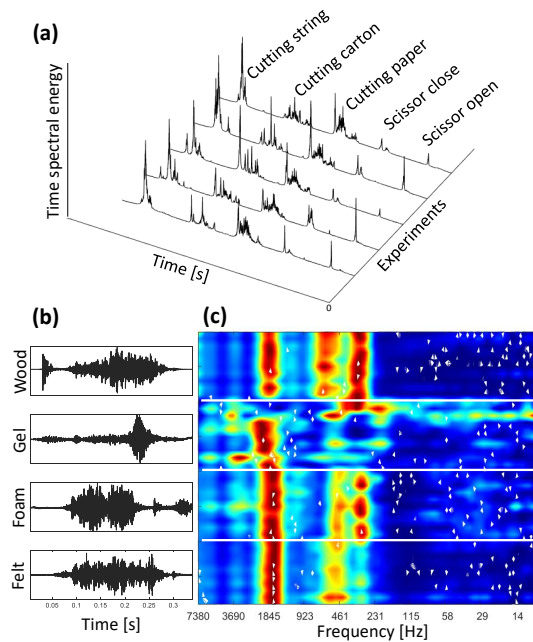 (a)
Time spectral energy
Cutting string
Cutting carton
Cutting paper
Scissor close
Scissor open
Experiments
Time [s]
0
(b)
(c)
Wood
Gel
Foam
Felt
0.05 0.1 0.15 0.2 0.25 0.3
Time [s]
7380 3690 1845 923 461 231 115 58 29 14
Frequency [Hz]